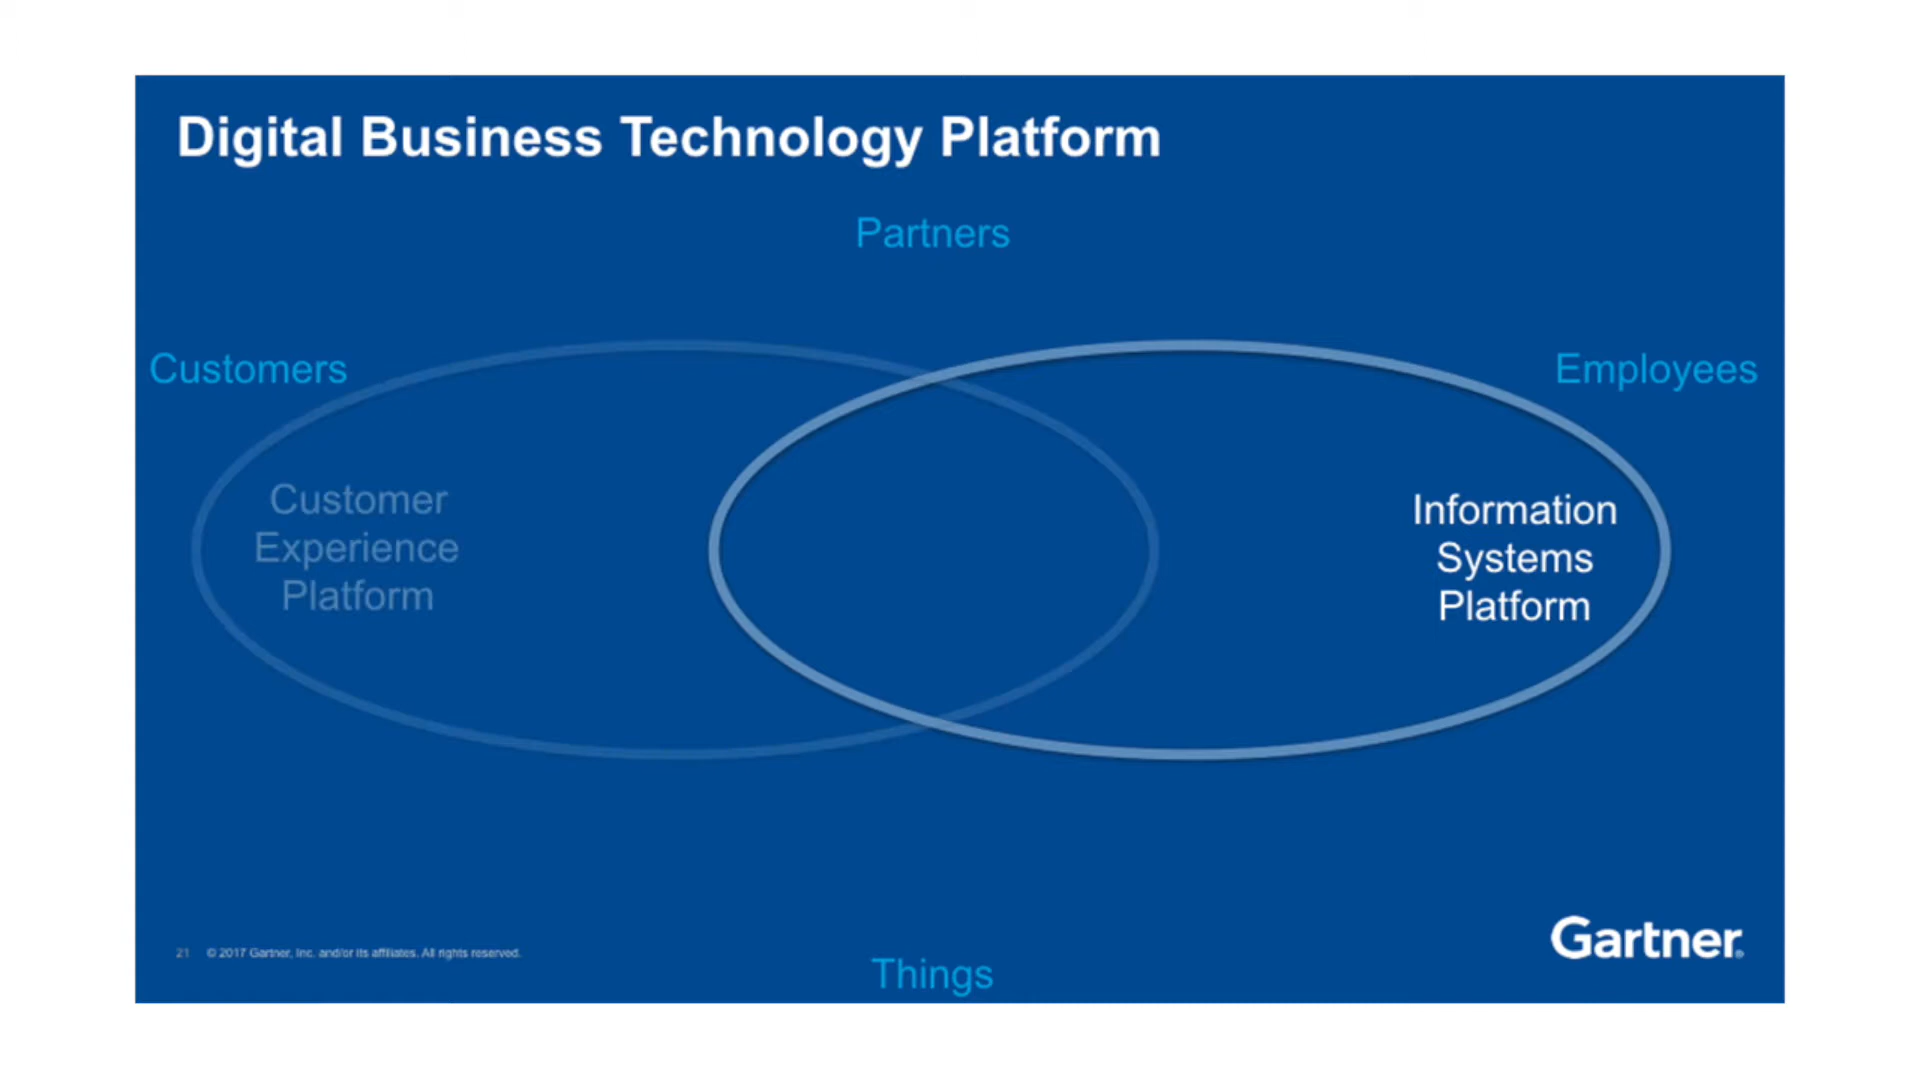 Digital Business Technology Platform
Partners
Customers
Employees
Customer
Experience
Platform
Information
Systems
Platform
21 © 2017 Gartner, Inc. and/or its affiliates. All rights reserved.
Gartner®
Things